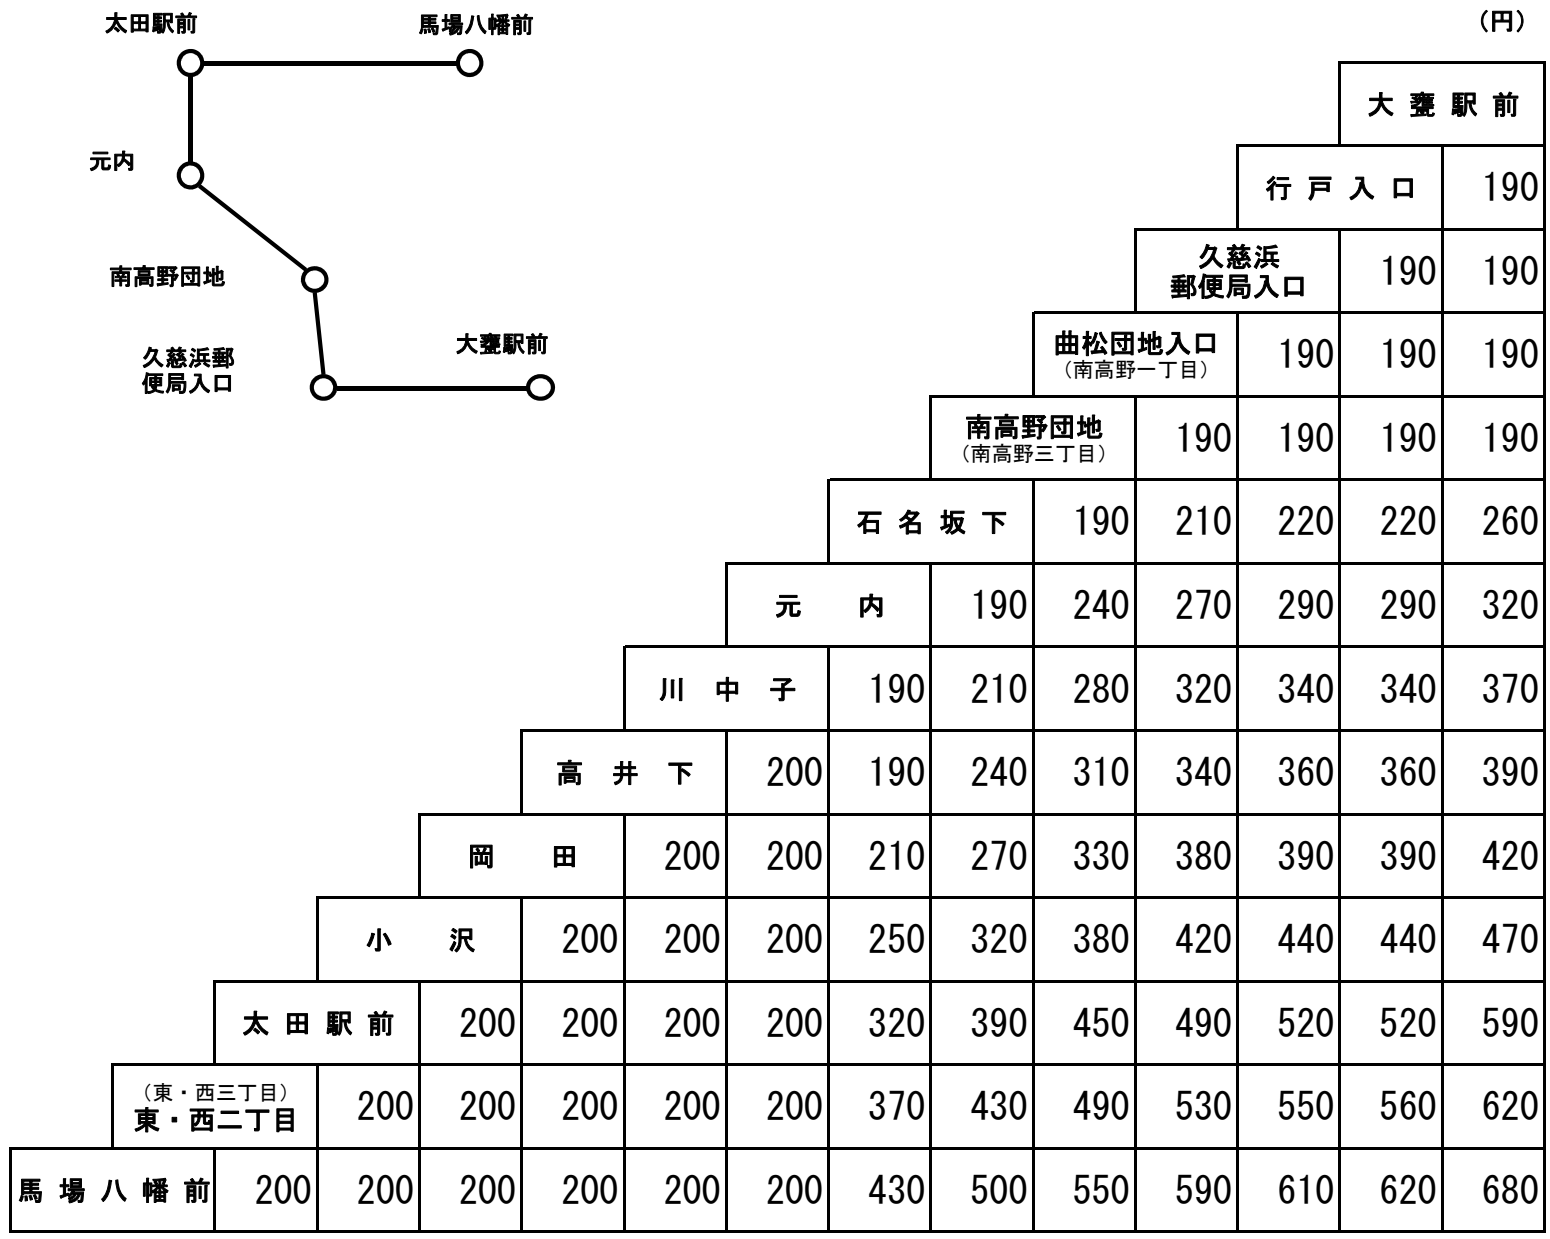 太田駅前 馬場八幡前
元内
南高野団地
久慈浜郵
便局入口
大甕駅前
（円）
大甕駅前
行戸入口 190
久慈浜
郵便局入口 190 190
曲松団地入口
（南高野一丁目） 190 190 190
南高野団地
（南高野三丁目） 190 190 190 190
石名坂下 190 210 220 220 260
元内 190 240 270 290 290 320
川中子 190 210 280 320 340 340 370
高井下 200 190 240 310 340 360 360 390
岡田 200 200 210 270 330 380 390 390 420
小沢 200 200 200 250 320 380 420 440 440 470
太田駅前 200 200 200 200 320 390 450 490 520 520 590
（東・西三丁目）
東・西二丁目 200 200 200 200 200 370 430 490 530 550 560 620
馬場八幡前 200 200 200 200 200 200 430 500 550 590 610 620 680